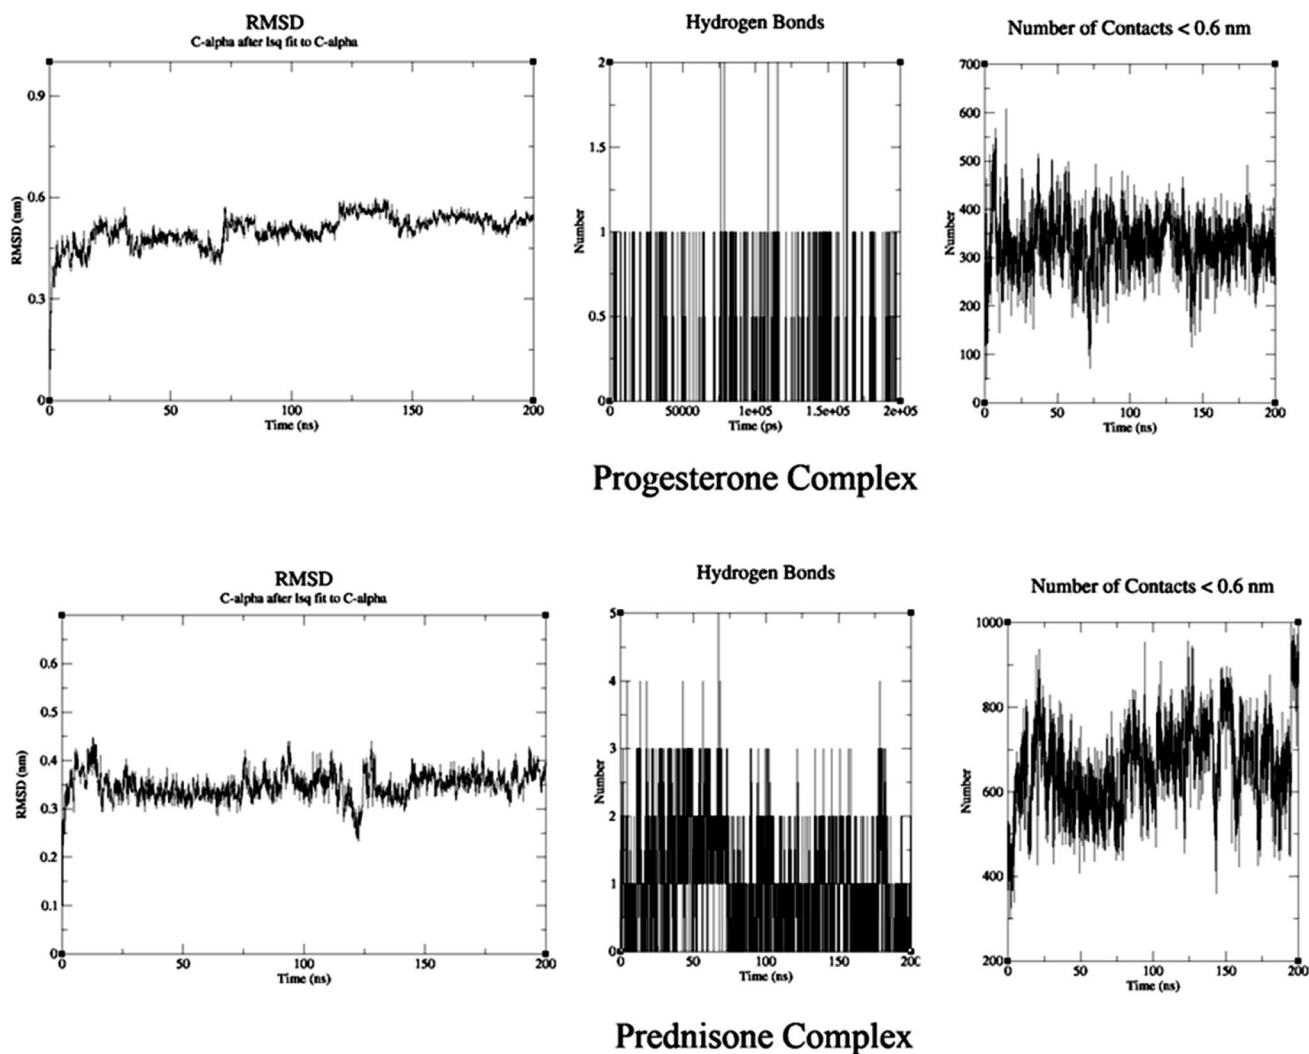 RMSD
C-alpha after lsq fit to C-alpha
0.9
0.6
0.3
0
RMSD (nm)
0 50 100 150 200
Time (ns)
Hydrogen Bonds
2
1.5
1
0.5
0
Number
0 50000 1e+05 1.5e+05 2e+05
Time (ps)
Number of Contacts < 0.6 nm
700
600
500
400
300
200
100
0
Number
0 50 100 150 200
Time (ns)
Progesterone Complex
RMSD
C-alpha after lsq fit to C-alpha
0.6
0.5
0.4
0.3
0.2
0.1
0
RMSD (nm)
0 50 100 150 200
Time (ns)
Hydrogen Bonds
5
4
3
2
1
0
Number
0 50 100 150 200
Time (ns)
Number of Contacts < 0.6 nm
1000
800
600
400
200
Number
0 50 100 150 200
Time (ns)
Prednisone Complex